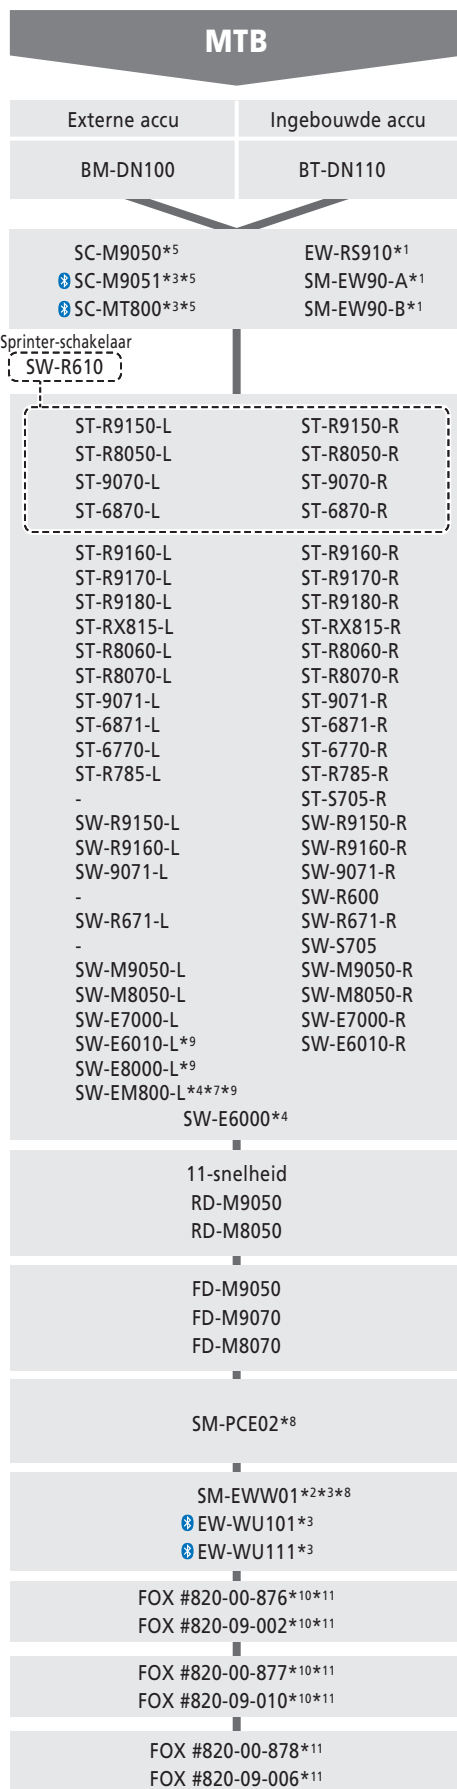 MTB
Externe accu Ingebouwde accu
BM-DN100 BT-DN110
SC-M9050*5 EW-RS910*1
SC-M9051*3*5 SM-EW90-A*1
SC-MT800*3*5 SM-EW90-B*1
Sprinter-schakelaar
SW-R610
ST-R9150-L ST-R9150-R
ST-R8050-L ST-R8050-R
ST-9070-L ST-9070-R
ST-6870-L ST-6870-R
ST-R9160-L ST-R9160-R
ST-R9170-L ST-R9170-R
ST-R9180-L ST-R9180-R
ST-RX815-L ST-RX815-R
ST-R8060-L ST-R8060-R
ST-R8070-L ST-R8070-R
ST-9071-L ST-9071-R
ST-6871-L ST-6871-R
ST-6770-L ST-6770-R
ST-R785-L ST-R785-R
- ST-S705-R
SW-R9150-L SW-R9150-R
SW-R9160-L SW-R9160-R
SW-9071-L SW-9071-R
- SW-R600
SW-R671-L SW-R671-R
- SW-S705
SW-M9050-L SW-M9050-R
SW-M8050-L SW-M8050-R
SW-E7000-L SW-E7000-R
SW-E6010-L*9 SW-E6010-R
SW-E8000-L*9
SW-EM800-L*4*7*9
SW-E6000*4
11-snelheid
RD-M9050
RD-M8050
FD-M9050
FD-M9070
FD-M8070
SM-PCE02*8
SM-EWW01*2*3*8
EW-WU101*3
EW-WU111*3
FOX #820-00-876*10*11
FOX #820-09-002*10*11
FOX #820-00-877*10*11
FOX #820-09-010*10*11
FOX #820-00-878*11
FOX #820-09-006*11